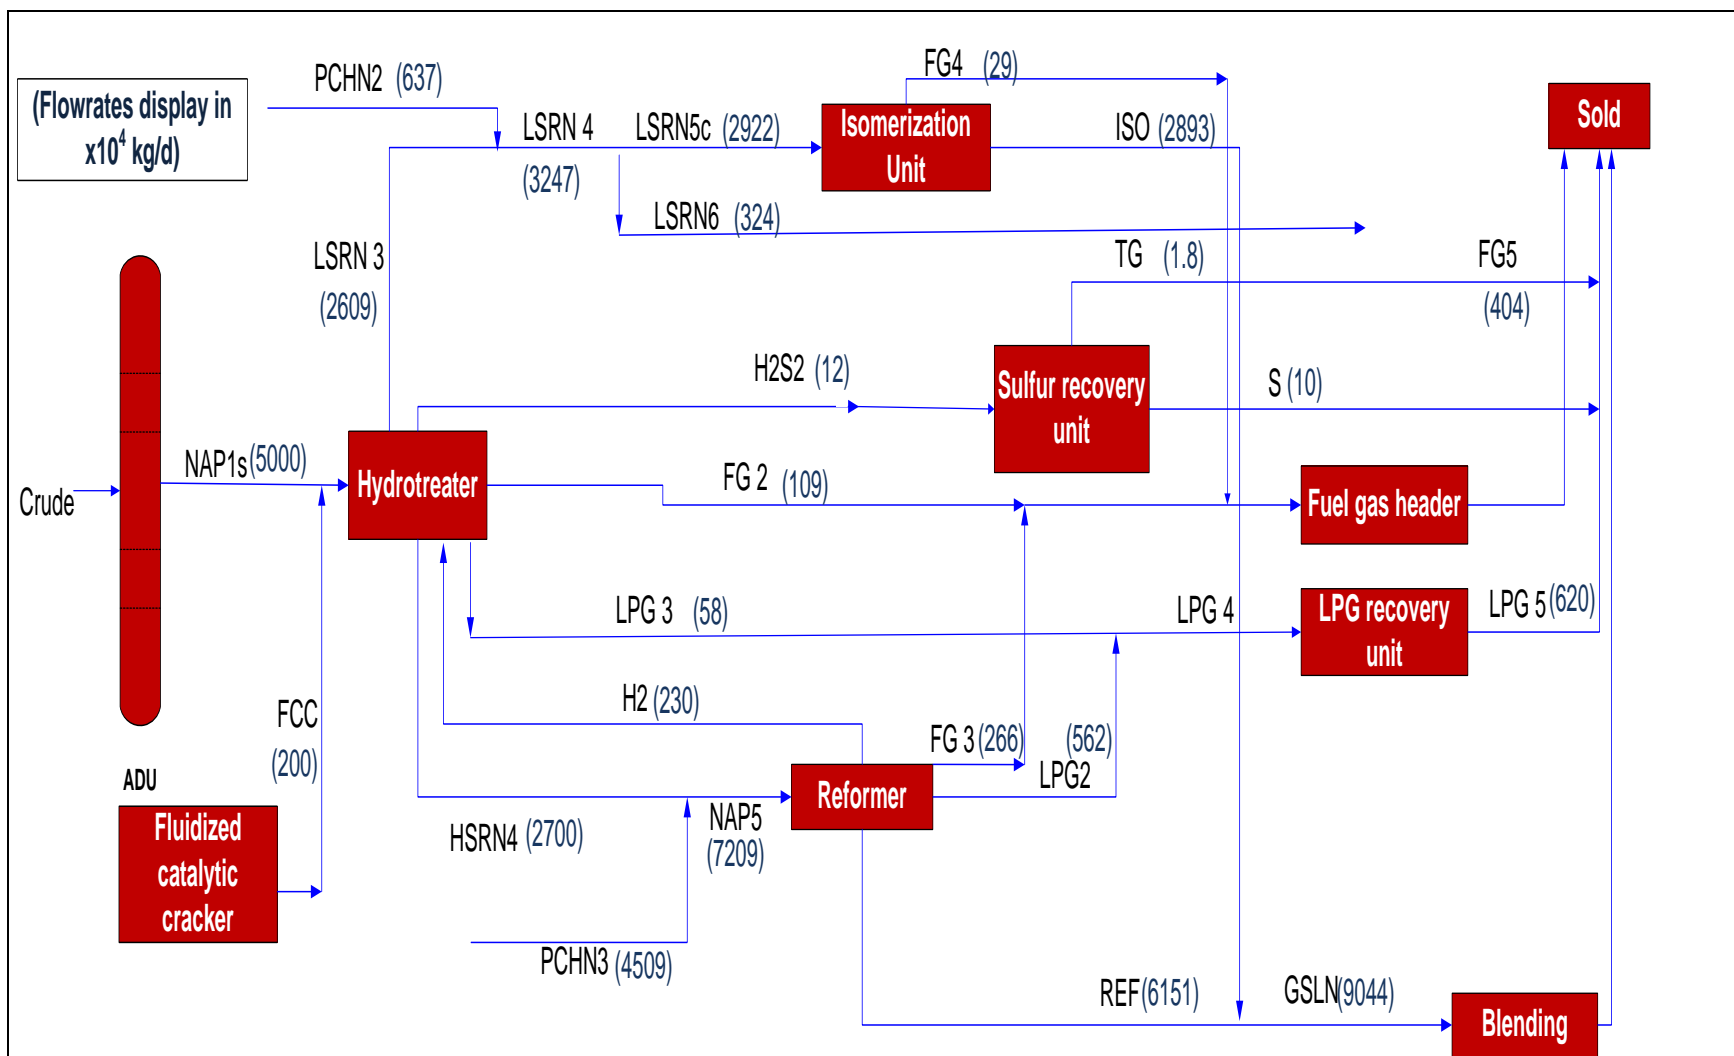 (Flowrates display in
x10⁴ kg/d)
PCHN2 (637)
FG4 (29)
LSRN 4
(3247)
LSRN5c (2922)
Isomerization
Unit
ISO (2893)
Sold
LSRN6 (324)
LSRN 3
(2609)
TG (1.8)
FG5
(404)
H2S2 (12)
Sulfur recovery
unit
S (10)
Crude
NAP1s (5000)
Hydrotreater
FG 2 (109)
Fuel gas header
LPG 3 (58)
LPG 4
LPG recovery
unit
LPG 5 (620)
FCC
(200)
H2 (230)
FG 3 (266)
(562)
LPG2
ADU
Fluidized
catalytic
cracker
Reformer
HSRN4 (2700)
NAP5
(7209)
PCHN3 (4509)
REF (6151)
GSLN (9044)
Blending